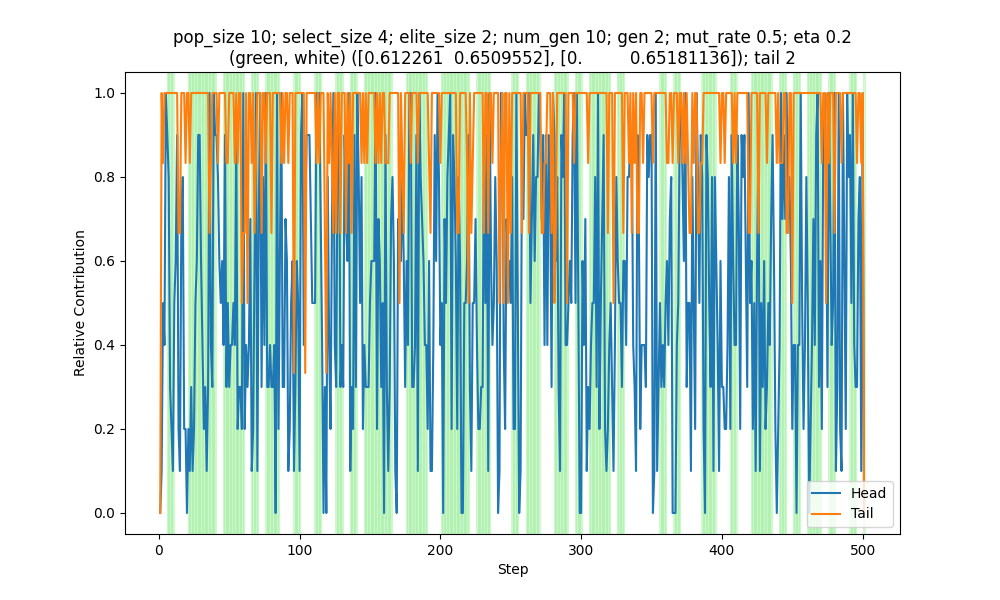 pop_size 10; select_size 4; elite_size 2; num_gen 10; gen 2; mut_rate 0.5; eta 0.2
(green, white) ([0.612261  0.6509552], [0.         0.65181136]); tail 2
1.0
0.8
0.6
0.4
0.2
0.0
Relative Contribution
Head
Tail
0 100 200 300 400 500
Step